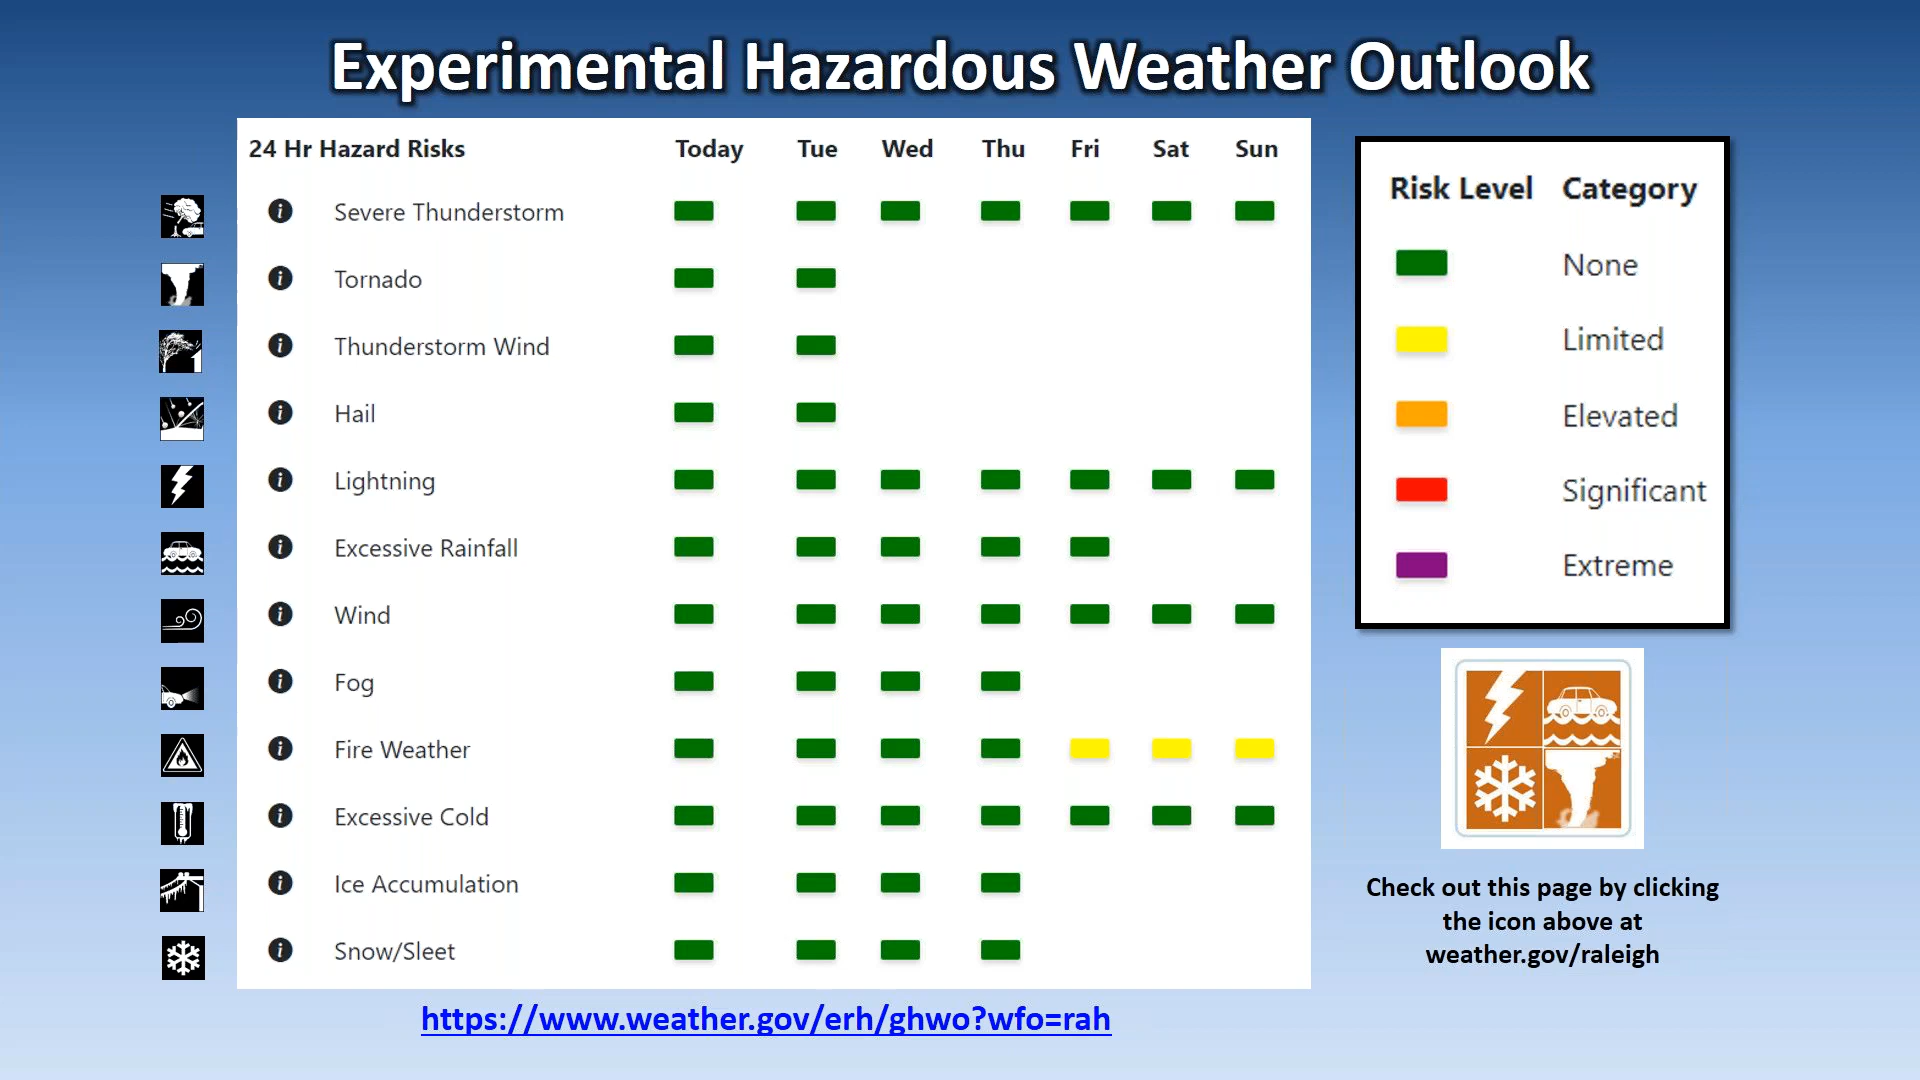 Experimental Hazardous Weather Outlook
24 Hr Hazard Risks Today Tue Wed Thu Fri Sat Sun
Severe Thunderstorm
Tornado
Thunderstorm Wind
Hail
Lightning
Excessive Rainfall
Wind
Fog
Fire Weather
Excessive Cold
Ice Accumulation
Snow/Sleet
https://www.weather.gov/erh/ghwo?wfo=rah
Risk Level Category
None
Limited
Elevated
Significant
Extreme
Check out this page by clicking
the icon above at
weather.gov/raleigh